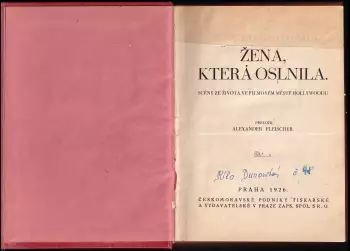 ŽENA,
KTERÁ OSLNILA.
SCÉNY ZE ŽIVOTA VE FILMOVÉM MĚSTĚ HOLLYWOODU
PŘELOŽIL
ALEXANDER FLEISCHER
PRAHA 1926.
ČESKOMORAVSKÉ PODNIKY TISKAŘSKÉ
A VYDAVATELSKÉ V PRAZE ZAPS. SPOL. S R. O.